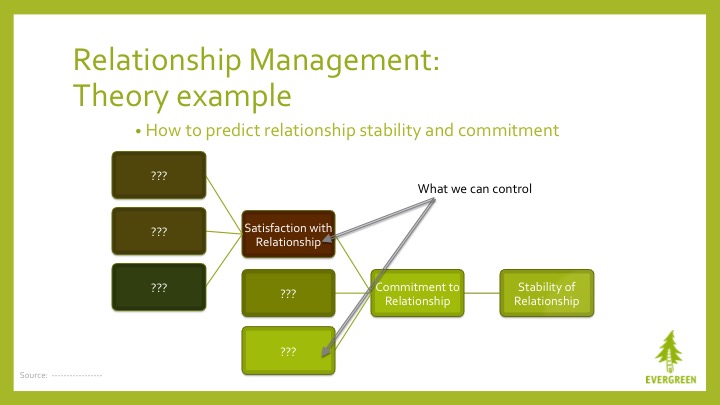 Relationship Management:
Theory example
• How to predict relationship stability and commitment
???
What we can control
???
Satisfaction with
Relationship
???
???
Commitment to
Relationship
Stability of
Relationship
???
Source: -----------------
EVERGREEN